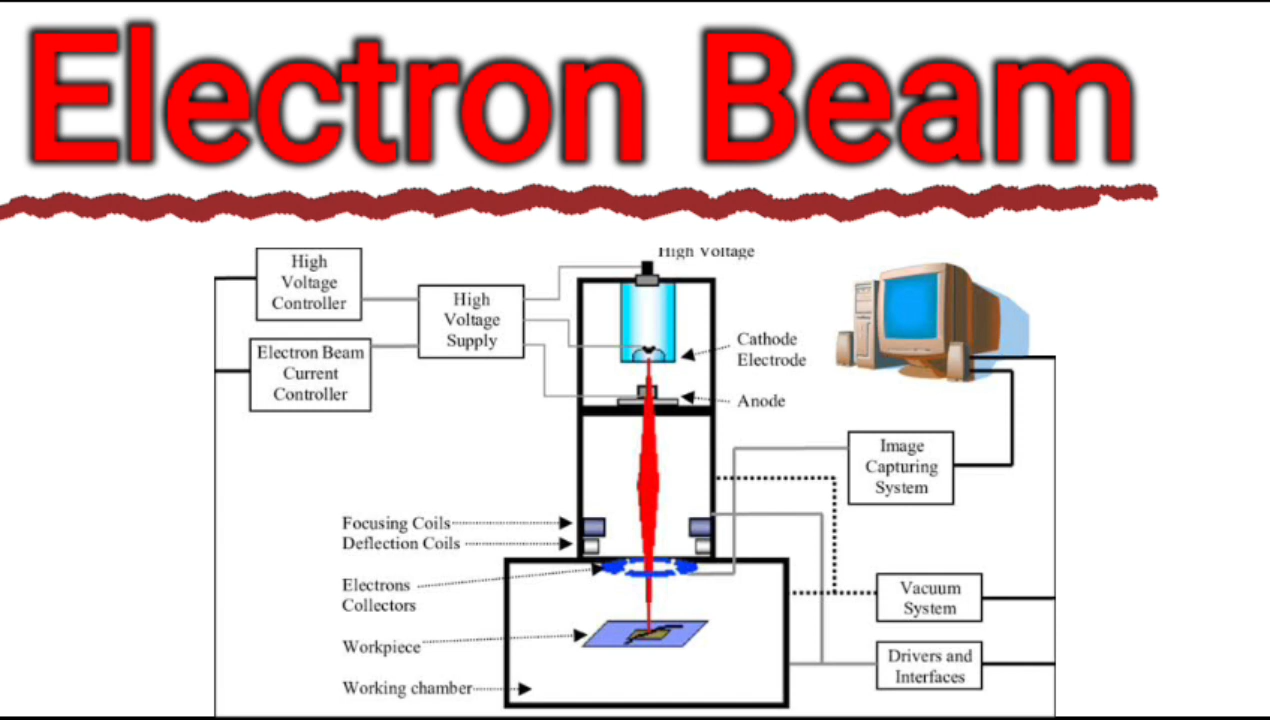 Electron Beam
High Voltage
High
Voltage
Controller
High
Voltage
Supply
Electron Beam
Current
Controller
Cathode
Electrode
Anode
Image
Capturing
System
Focusing Coils
Deflection Coils
Electrons
Collectors
Vacuum
System
Workpiece
Drivers and
Interfaces
Working chamber